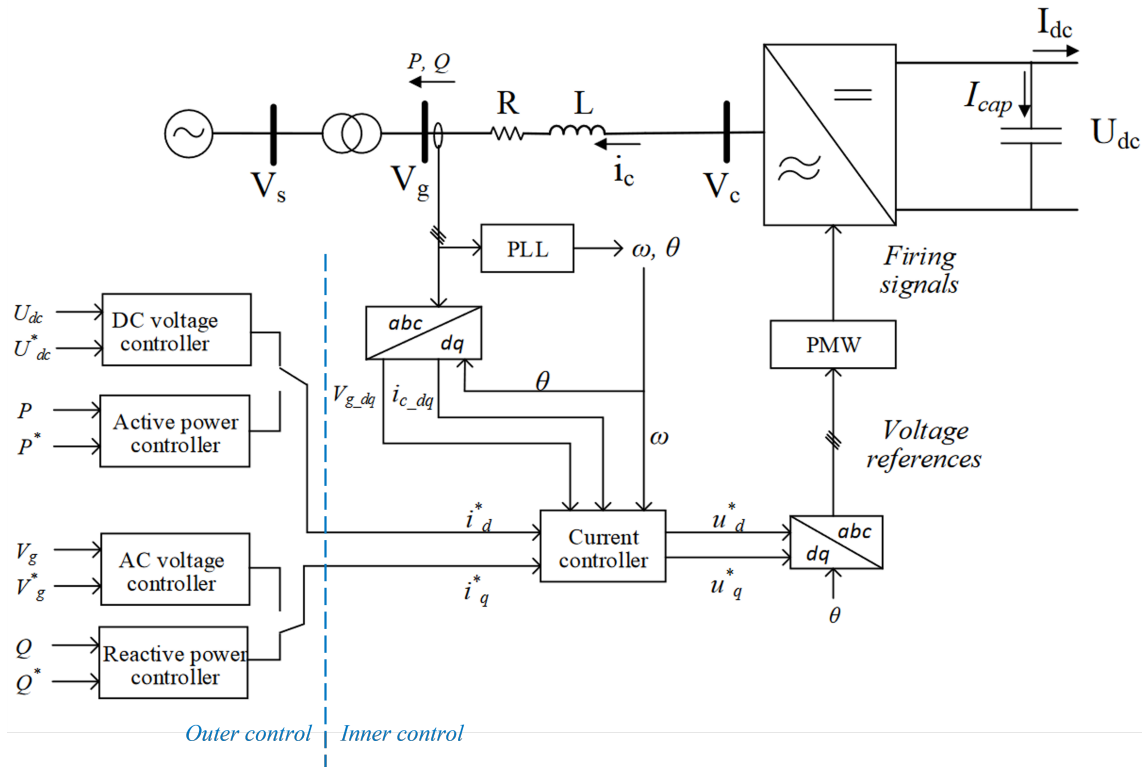 I_dc
P, Q
R
L
I_cap
U_dc
V_s
V_g
i_c
V_c
PLL
ω, θ
Firing
signals
U_dc
U*_dc
DC voltage
controller
abc
dq
PMW
θ
V_g_dq
i_c_dq
P
P*
Active power
controller
ω
Voltage
references
V_g
V*_g
AC voltage
controller
i*_d
i*_q
Current
controller
u*_d
u*_q
abc
dq
θ
Q
Q*
Reactive power
controller
Outer control
Inner control